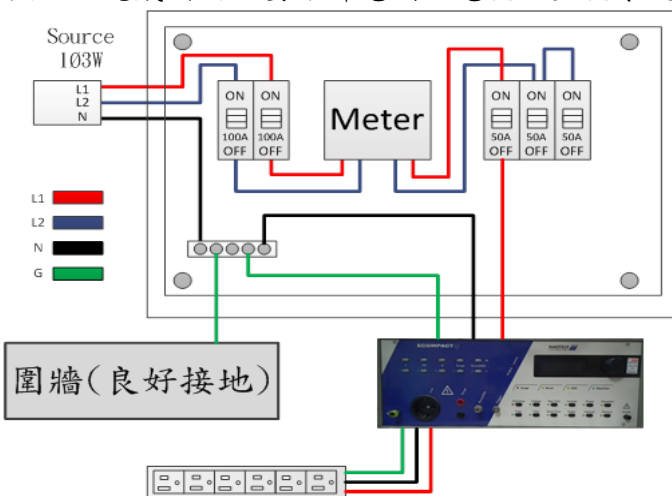 Source
1Ø3W
L1
L2
N
ON
ON
100A
100A
OFF
OFF
Meter
ON
ON
ON
50A
50A
50A
OFF
OFF
OFF
L1
L2
N
G
圍牆(良好接地)
ECOMPACT